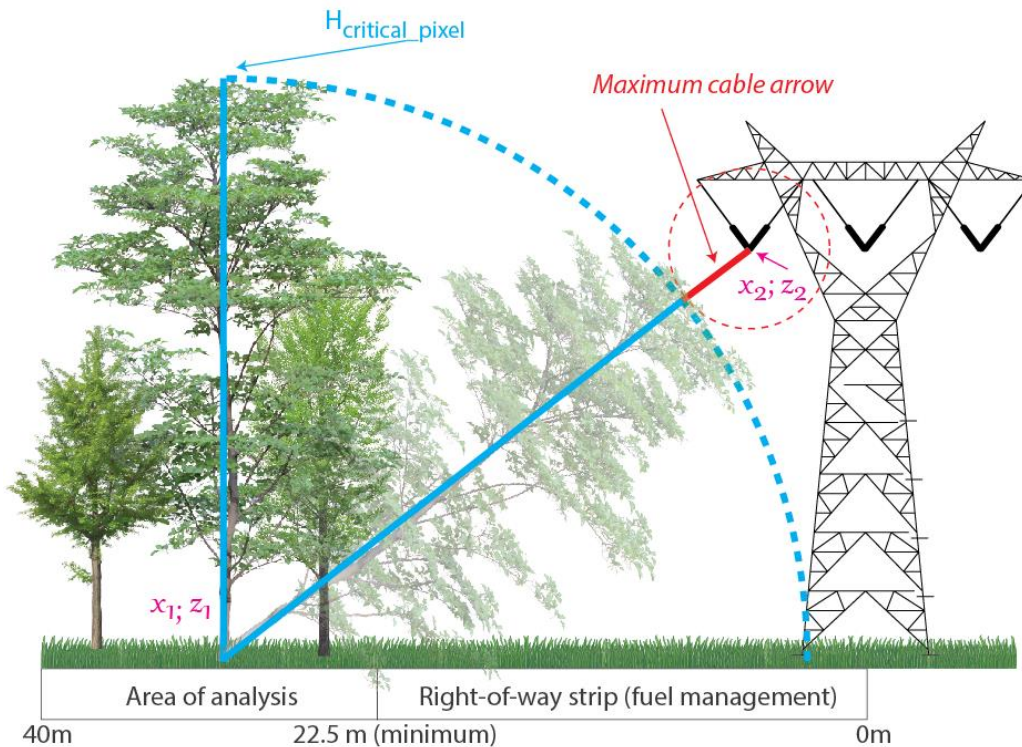 H_critical_pixel
Maximum cable arrow
x₂; z₂
x₁; z₁
Area of analysis
Right-of-way strip (fuel management)
40m
22.5 m (minimum)
0m